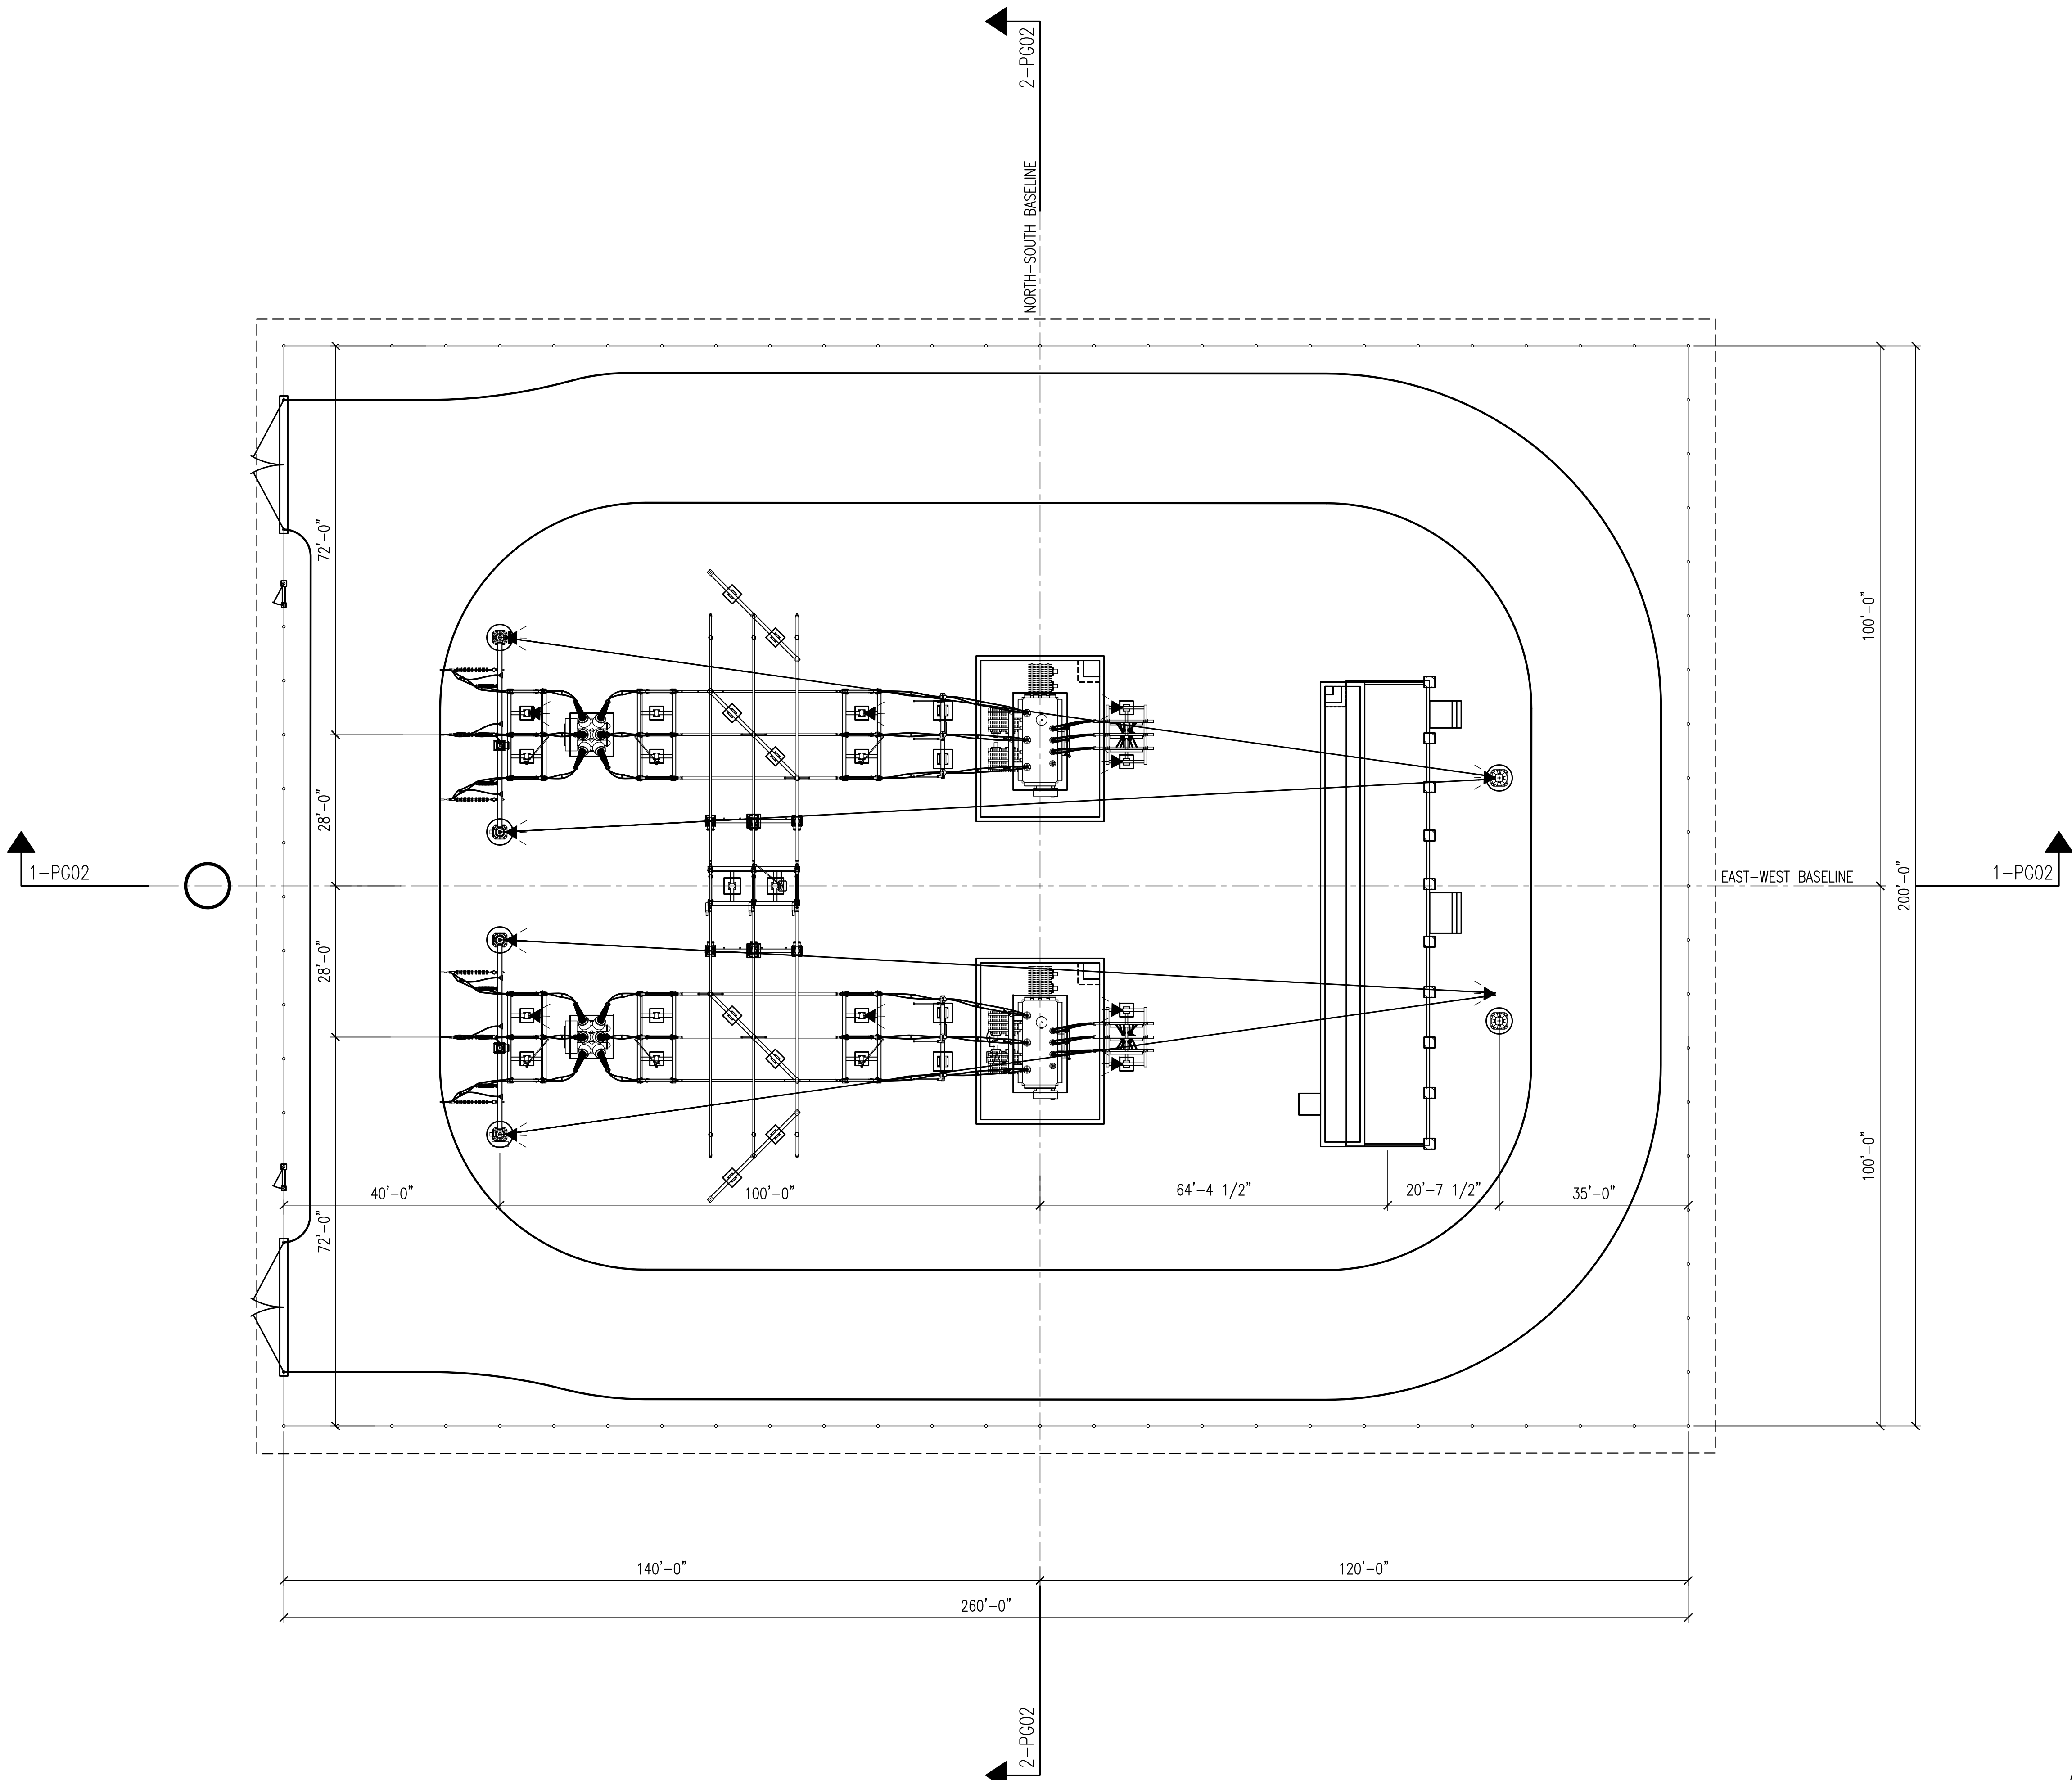 2-PG02
NORTH-SOUTH BASELINE
72'-0"
100'-0"
28'-0"
1-PG02
EAST-WEST BASELINE
1-PG02
200'-0"
28'-0"
72'-0"
100'-0"
40'-0"
100'-0"
64'-4 1/2"
20'-7 1/2"
35'-0"
140'-0"
120'-0"
260'-0"
2-PG02